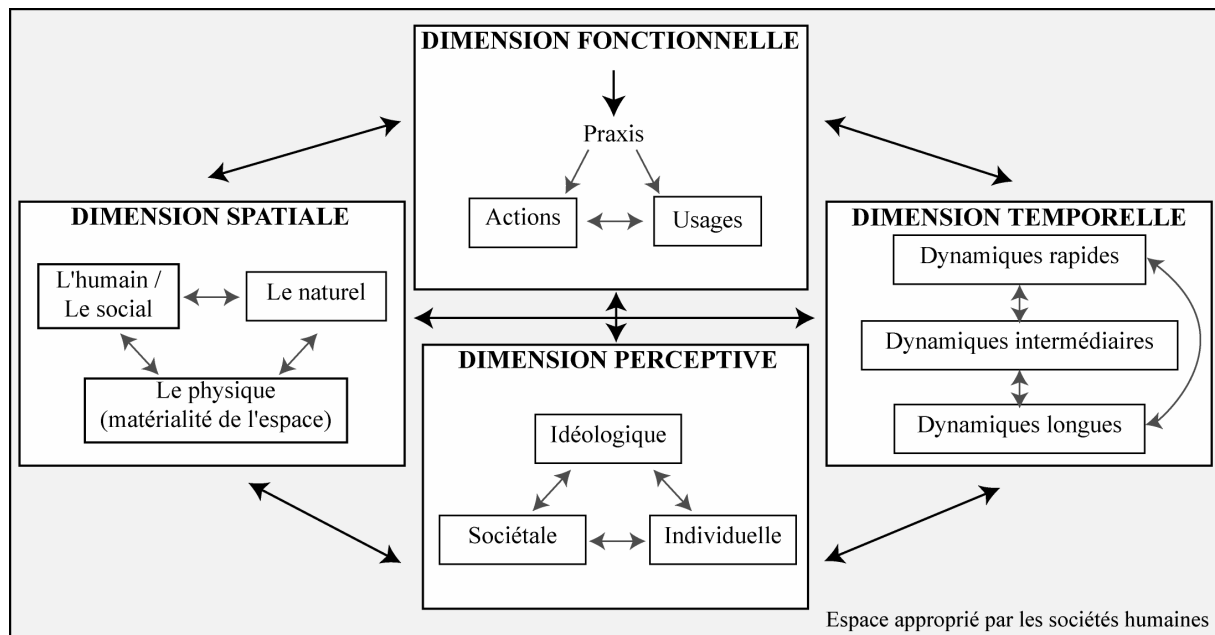 DIMENSION FONCTIONNELLE
Praxis
Actions
Usages
DIMENSION SPATIALE
L'humain /
Le social
Le naturel
Le physique
(matérialité de l'espace)
DIMENSION TEMPORELLE
Dynamiques rapides
Dynamiques intermédiaires
Dynamiques longues
DIMENSION PERCEPTIVE
Idéologique
Sociétale
Individuelle
Espace approprié par les sociétés humaines